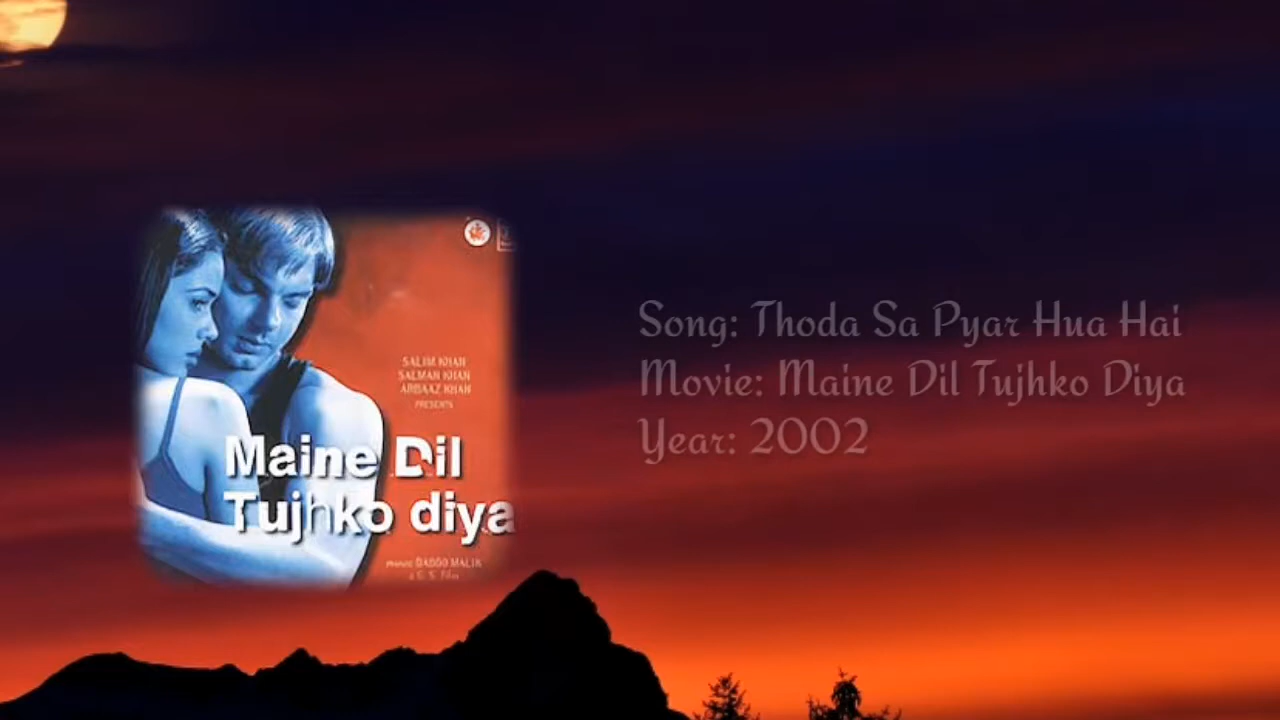 SALIM KHAN
SALMAN KHAN
ARBAAZ KHAN
PRESENTS
Maine Dil
Tujhko diya
MUSIC: DABOO MALIK
Song: Thoda Sa Pyar Hua Hai
Movie: Maine Dil Tujhko Diya
Year: 2002